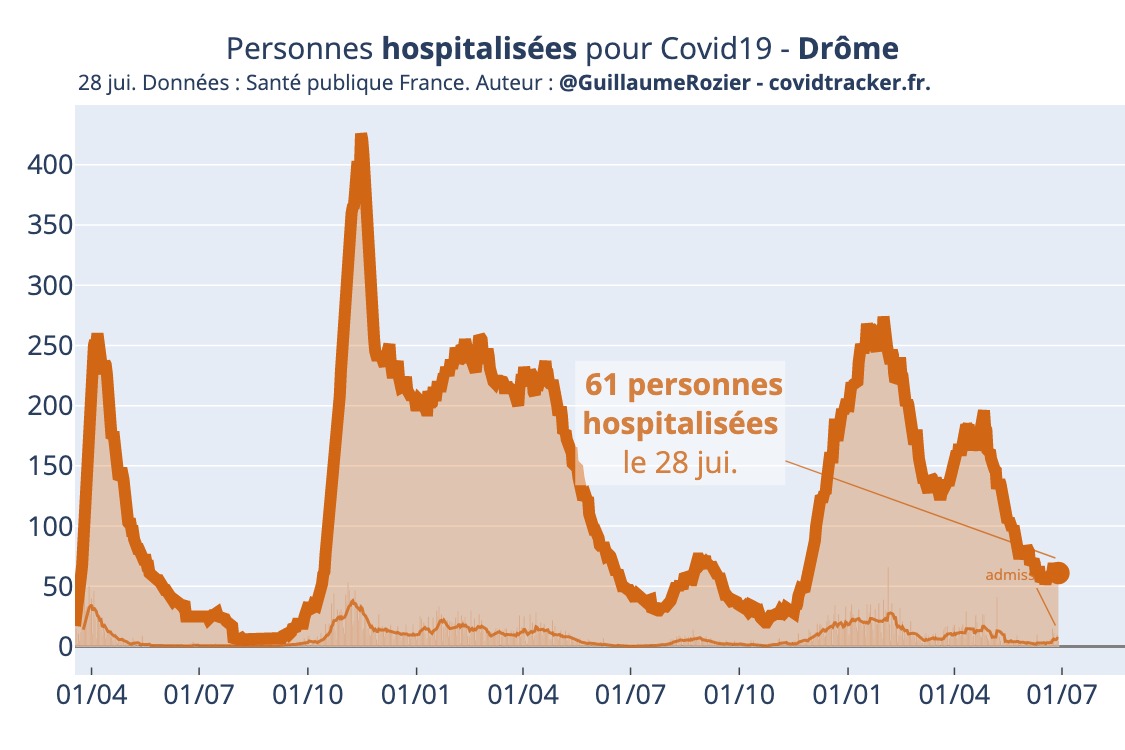 Personnes hospitalisées pour Covid19 - Drôme
28 jui. Données : Santé publique France. Auteur : @GuillaumeRozier - covidtracker.fr.
400
350
300
250
200
150
100
50
0
61 personnes
hospitalisées
le 28 jui.
admiss
01/04 01/07 01/10 01/01 01/04 01/07 01/10 01/01 01/04 01/07